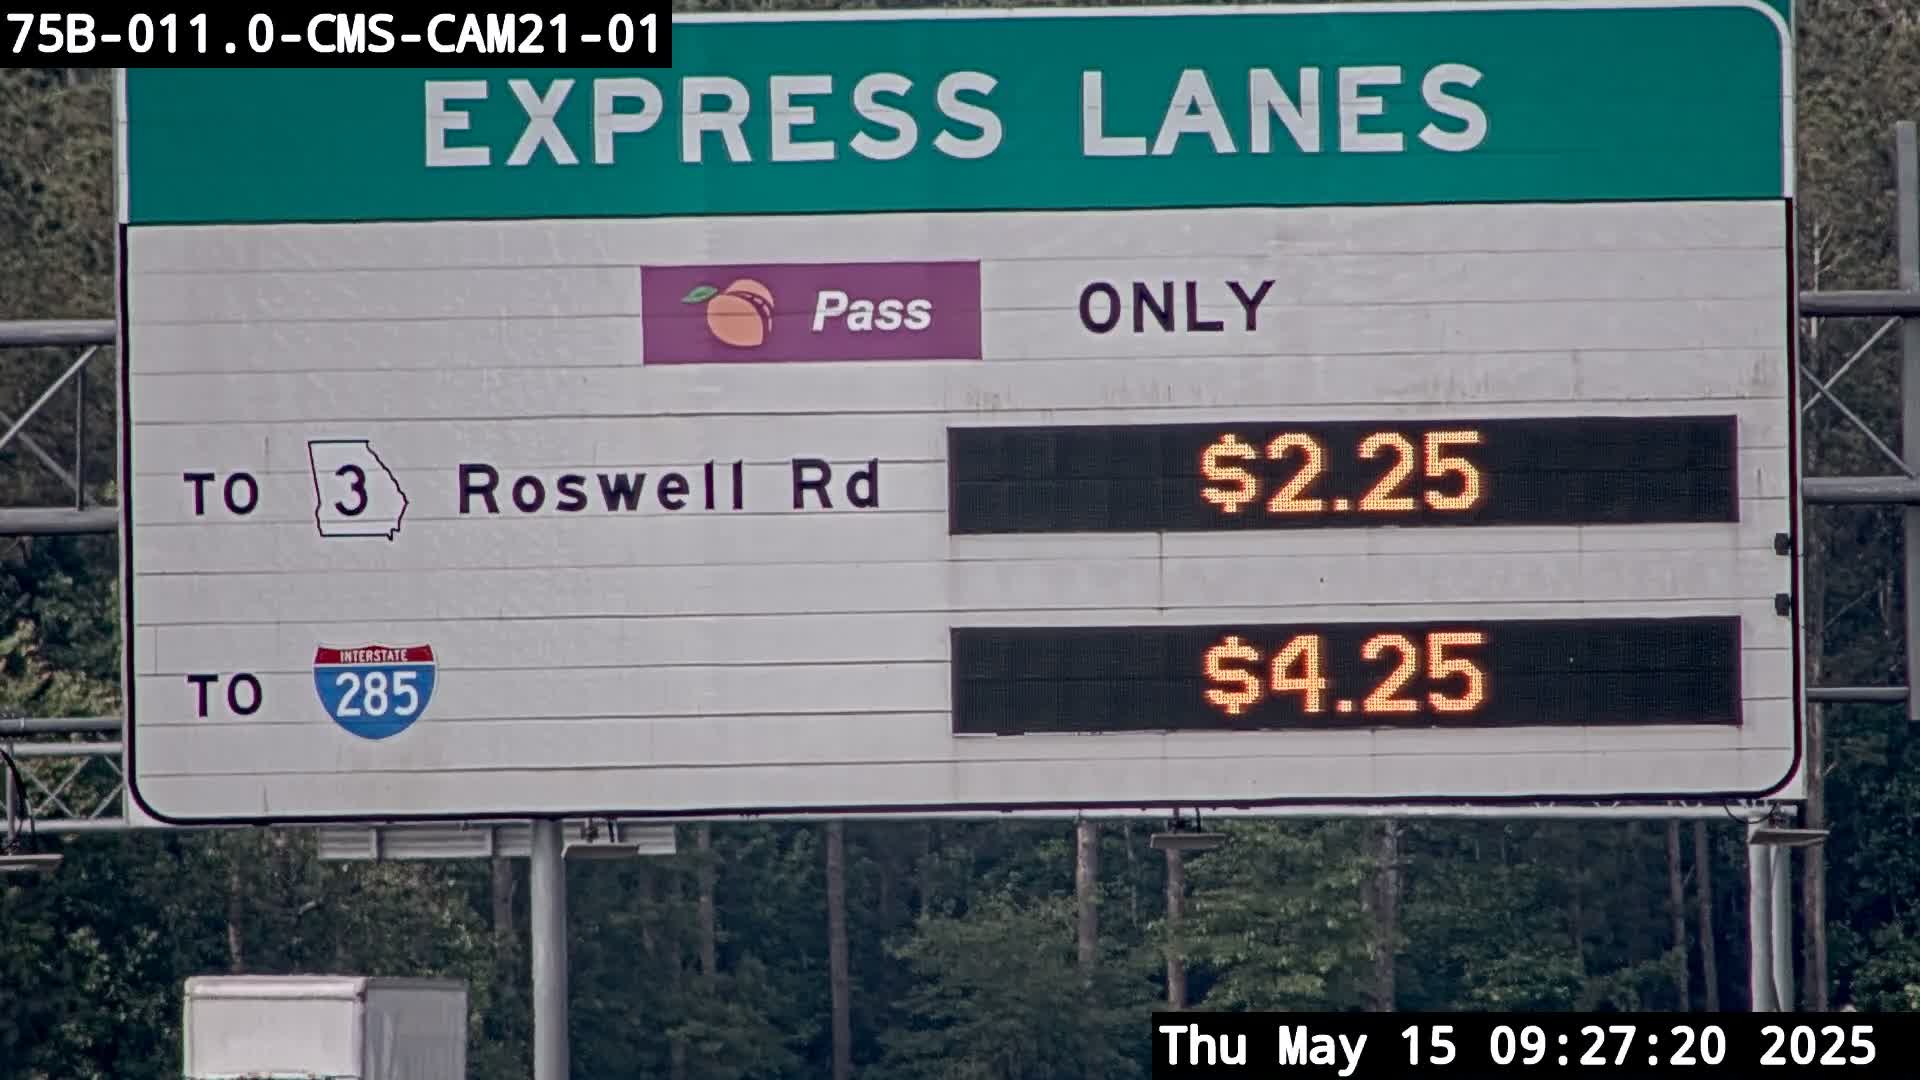 75B-011.0-CMS-CAM21-01
EXPRESS LANES
Pass ONLY
TO 3 Roswell Rd $2.25
TO INTERSTATE 285 $4.25
Thu May 15 09:27:20 2025